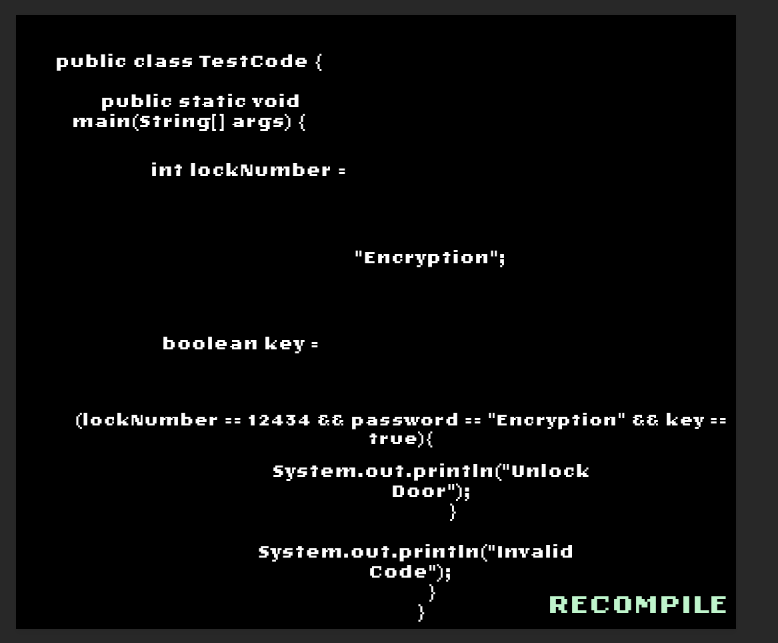 public class TestCode {
public static void
main(String[] args) {
int lockNumber =
"Encryption";
boolean key =
(lockNumber == 12434 && password == "Encryption" && key ==
true){
System.out.println("Unlock
Door");
}
System.out.println("Invalid
Code");
}
}
RECOMPILE